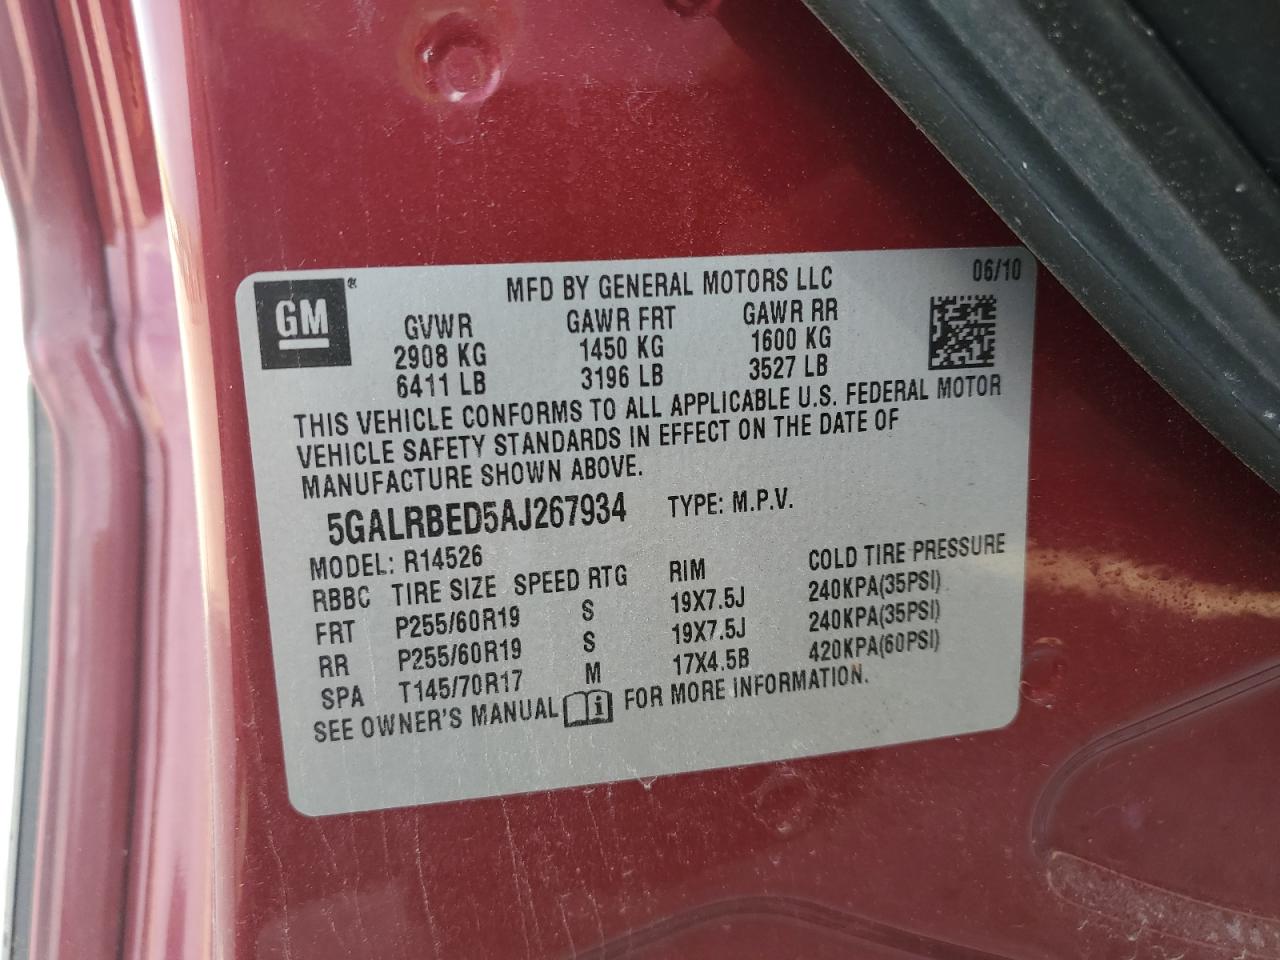 GM
®
MFD BY GENERAL MOTORS LLC 06/10
GVWR GAWR FRT GAWR RR
2908 KG 1450 KG 1600 KG
6411 LB 3196 LB 3527 LB
THIS VEHICLE CONFORMS TO ALL APPLICABLE U.S. FEDERAL MOTOR
VEHICLE SAFETY STANDARDS IN EFFECT ON THE DATE OF
MANUFACTURE SHOWN ABOVE.
5GALRBED5AJ267934 TYPE: M.P.V.
MODEL: R14526
RBBC TIRE SIZE SPEED RTG RIM COLD TIRE PRESSURE
FRT P255/60R19 S 19X7.5J 240KPA(35PSI)
RR P255/60R19 S 19X7.5J 240KPA(35PSI)
SPA T145/70R17 M 17X4.5B 420KPA(60PSI)
SEE OWNER'S MANUAL i FOR MORE INFORMATION.